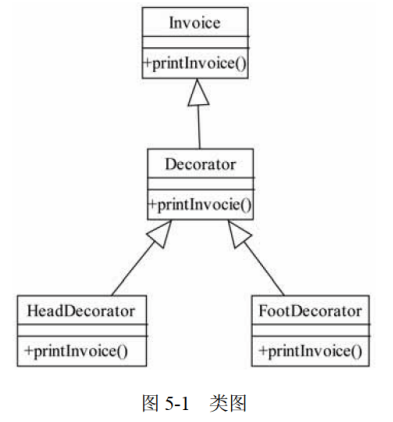 Invoice
+printInvoice()
Decorator
+printInvocie()
HeadDecorator
+printInvoice()
FootDecorator
+printInvoice()
图 5-1 类图